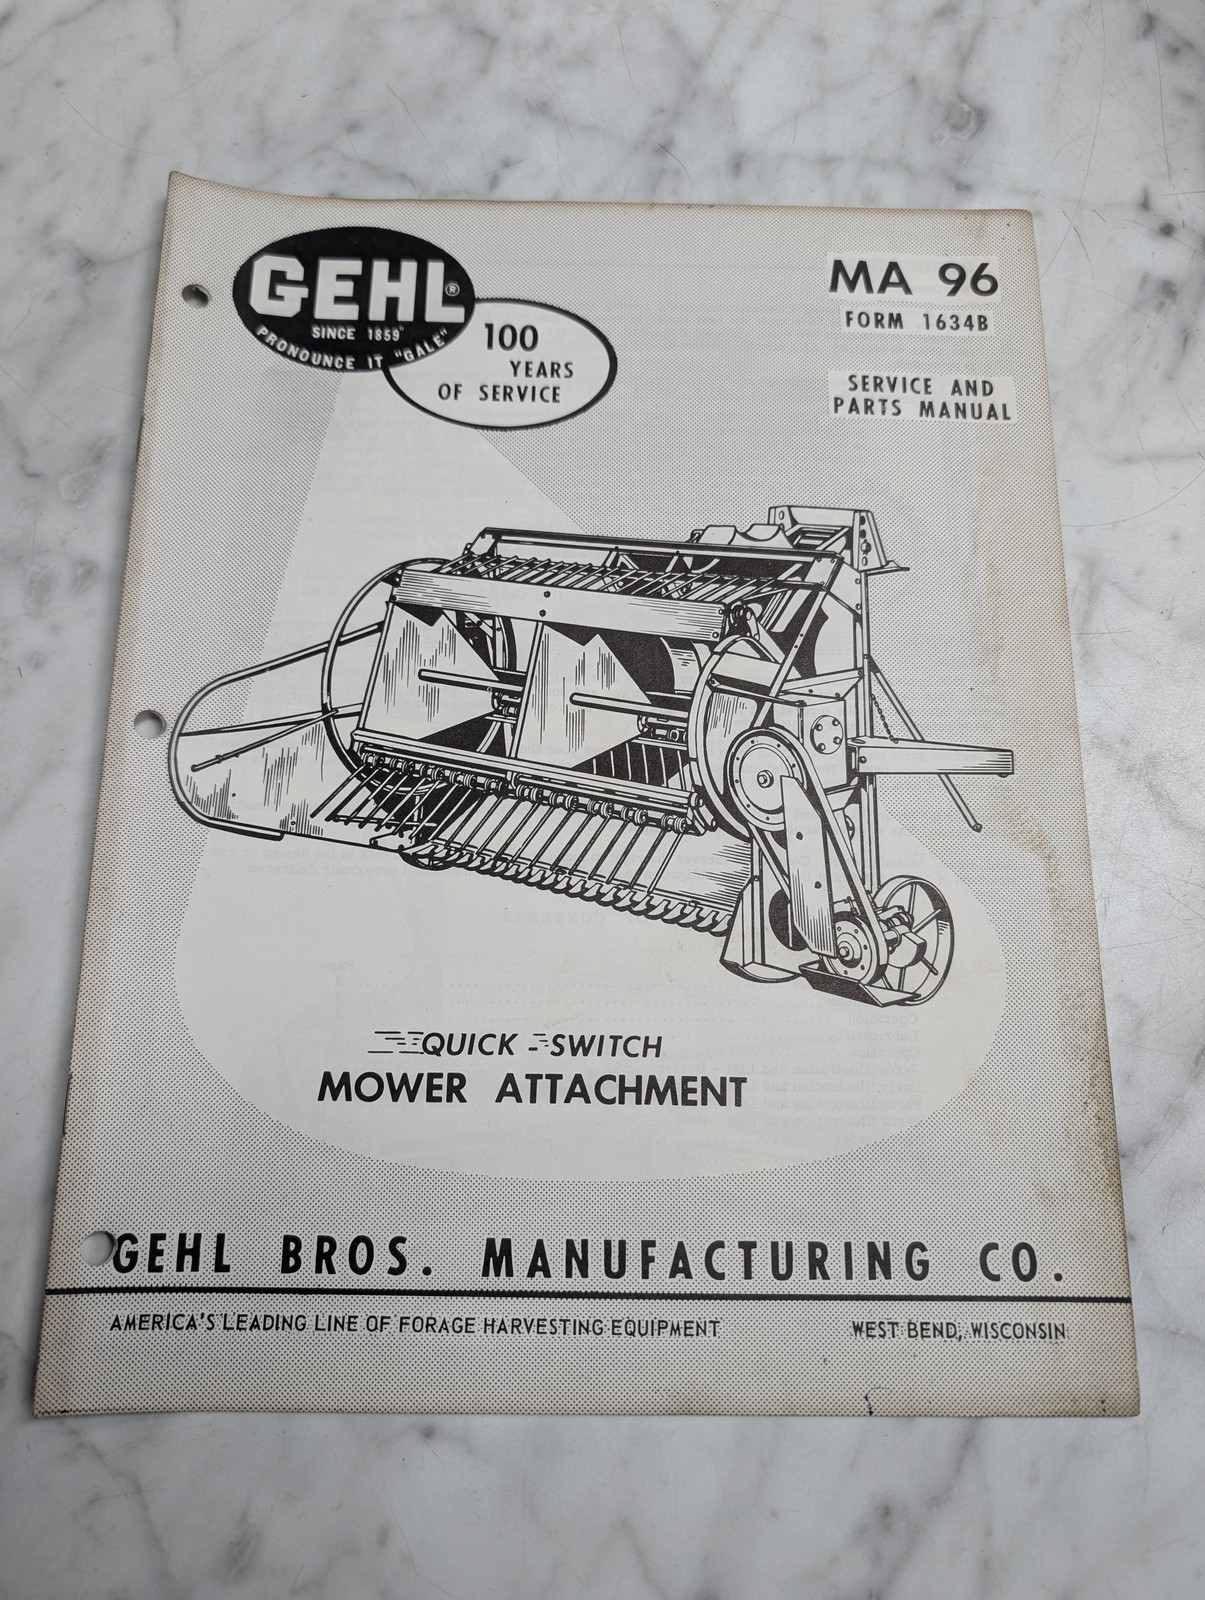 GEHL®
SINCE 1859
PRONOUNCE IT "GALE"
100
YEARS
OF SERVICE
MA 96
FORM 1634B
SERVICE AND
PARTS MANUAL
QUICK-SWITCH
MOWER ATTACHMENT
GEHL BROS. MANUFACTURING CO.
AMERICA'S LEADING LINE OF FORAGE HARVESTING EQUIPMENT
WEST BEND, WISCONSIN